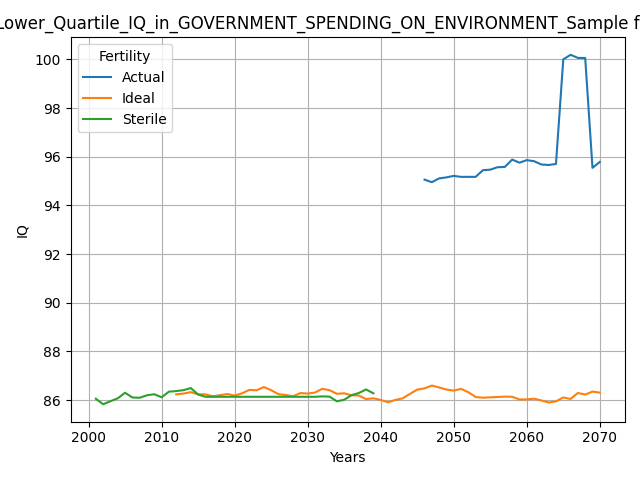 Lower_Quartile_IQ_in_GOVERNMENT_SPENDING_ON_ENVIRONMENT_Sample f
Fertility
Actual
Ideal
Sterile
100
98
96
94
92
90
88
86
IQ
2000 2010 2020 2030 2040 2050 2060 2070
Years